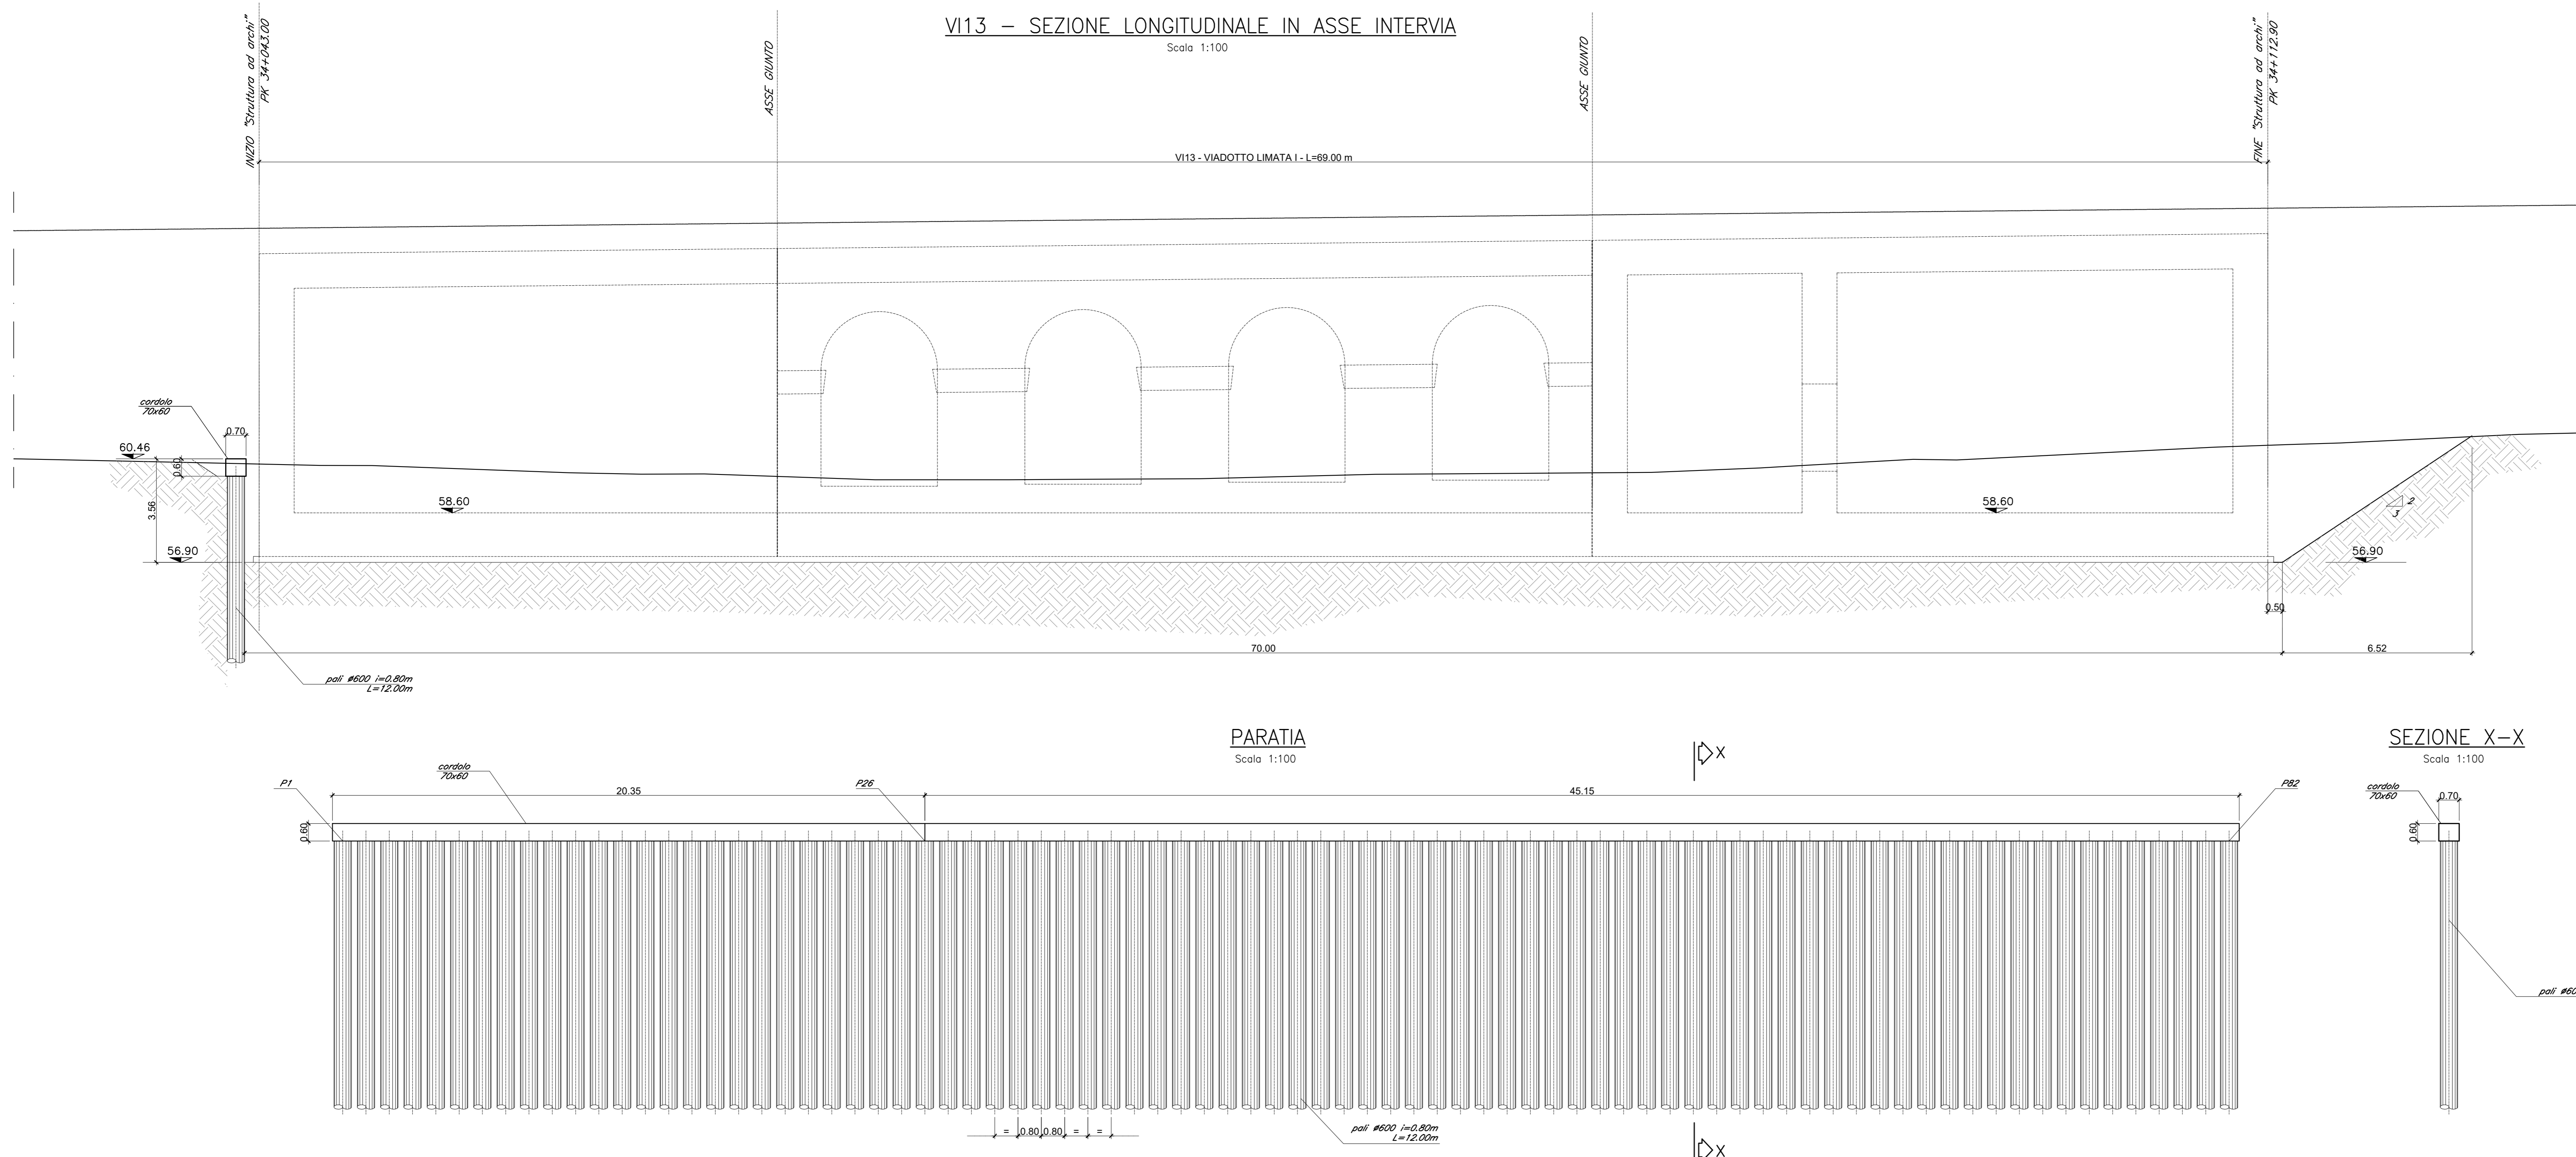 VI13 – SEZIONE LONGITUDINALE IN ASSE INTERVIA
Scala 1:100
INIZIO "Struttura ad archi"
PK 34+043.00
ASSE GIUNTO
ASSE GIUNTO
FINE "Struttura ad archi"
PK 34+112.90
VI13 - VIADOTTO LIMATA I - L=69.00 m
cordolo
70x60
0.70
60.46
0.60
3.56
56.90
58.60
58.60
2
3
56.90
0.50
70.00
6.52
pali Ø600 i=0.80m
L=12.00m
PARATIA
Scala 1:100
X
SEZIONE X–X
Scala 1:100
cordolo
70x60
P1
20.35
P26
45.15
P82
0.60
cordolo
70x60
0.70
0.60
pali Ø60
= 0.80 0.80 = =
pali Ø600 i=0.80m
L=12.00m
X